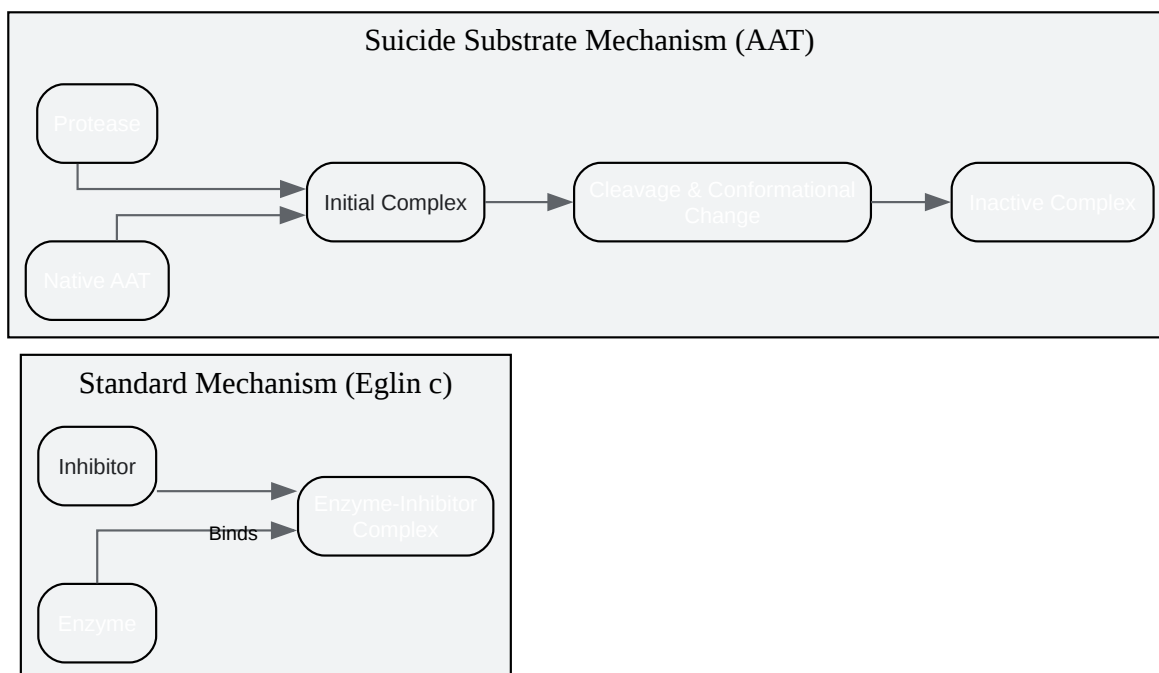 Suicide Substrate Mechanism (AAT)
Protease
Native AAT
Initial Complex
Cleavage & Conformational
Change
Inactive Complex
Standard Mechanism (Eglin c)
Inhibitor
Enzyme
Binds
Enzyme-Inhibitor
Complex